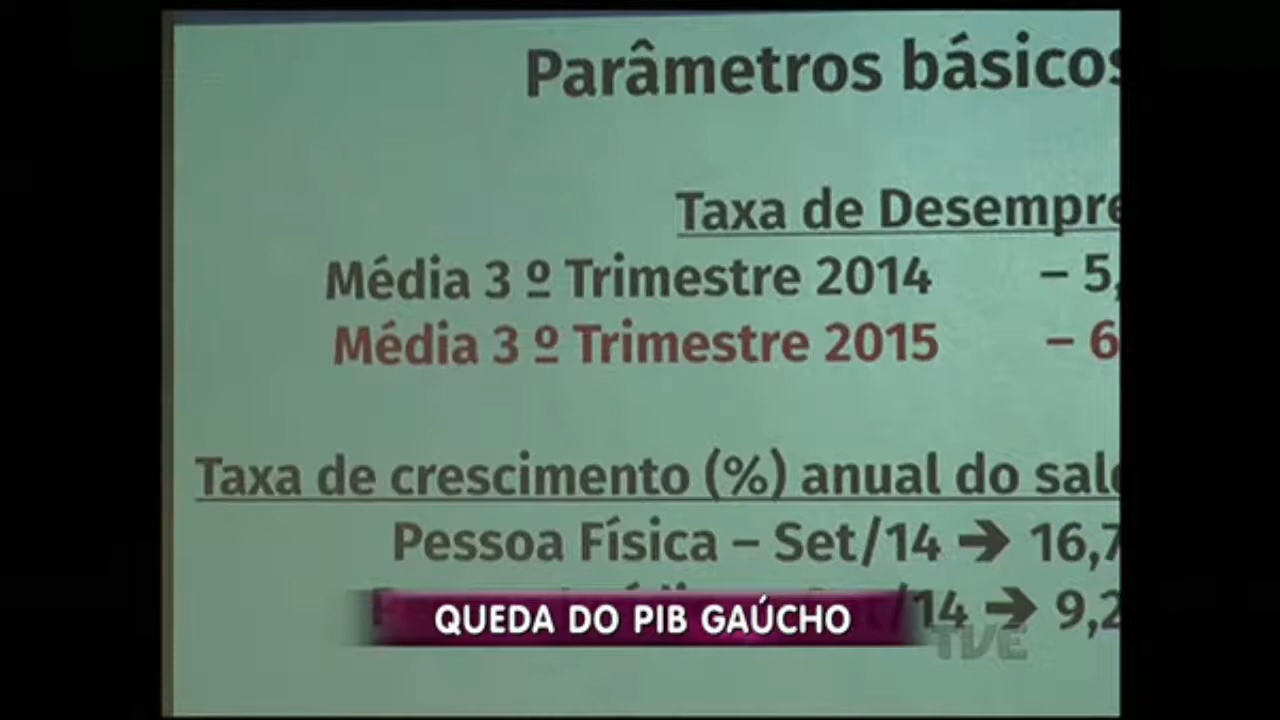 Parâmetros básicos
Taxa de Desempre
Média 3 º Trimestre 2014 – 5,
Média 3 º Trimestre 2015 – 6
Taxa de crescimento (%) anual do sald
Pessoa Física – Set/14 ➔ 16,7
/14 ➔ 9,2
QUEDA DO PIB GAÚCHO
TVE